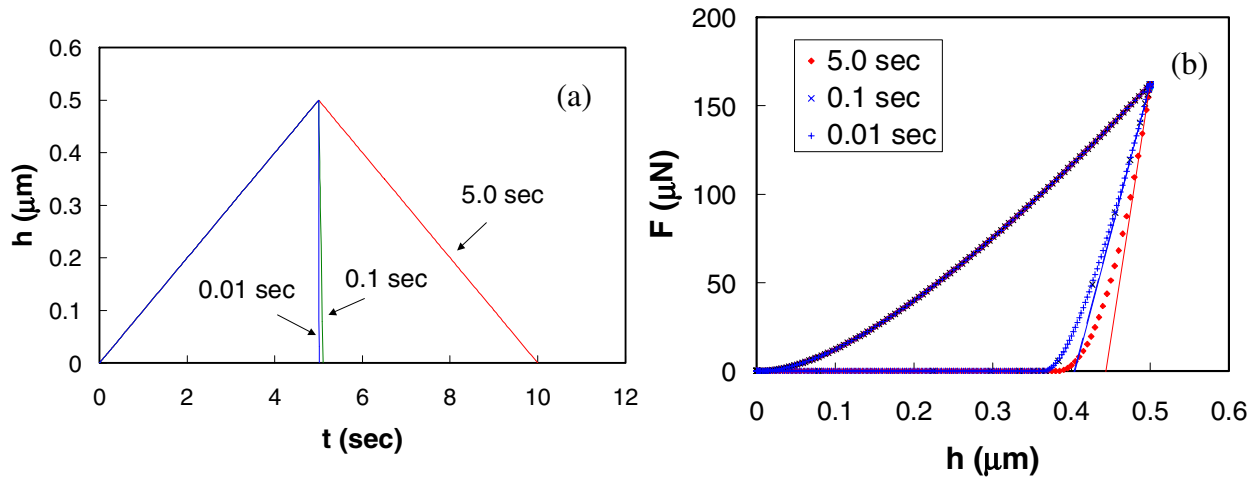 (a)
h (μm)
0.6
0.5
0.4
0.3
0.2
0.1
0
5.0 sec
0.01 sec
0.1 sec
0 2 4 6 8 10 12
t (sec)
(b)
F (μN)
200
150
100
50
0
5.0 sec
0.1 sec
0.01 sec
0 0.1 0.2 0.3 0.4 0.5 0.6
h (μm)